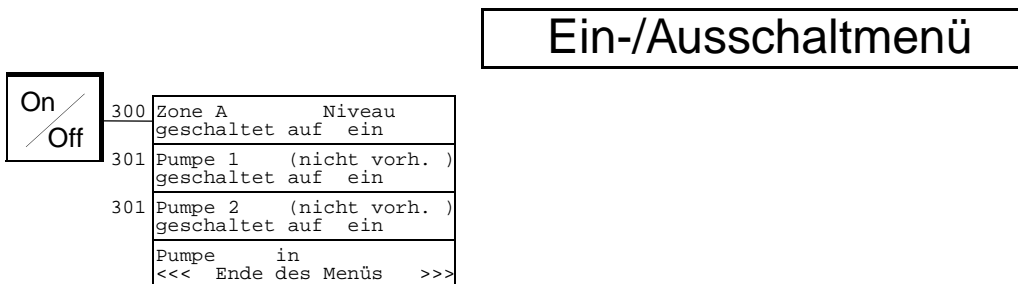 Ein-/Ausschaltmenü
On
Off
300 Zone A Niveau
geschaltet auf ein
301 Pumpe 1 (nicht vorh. )
geschaltet auf ein
301 Pumpe 2 (nicht vorh. )
geschaltet auf ein
Pumpe in
<<< Ende des Menüs >>>